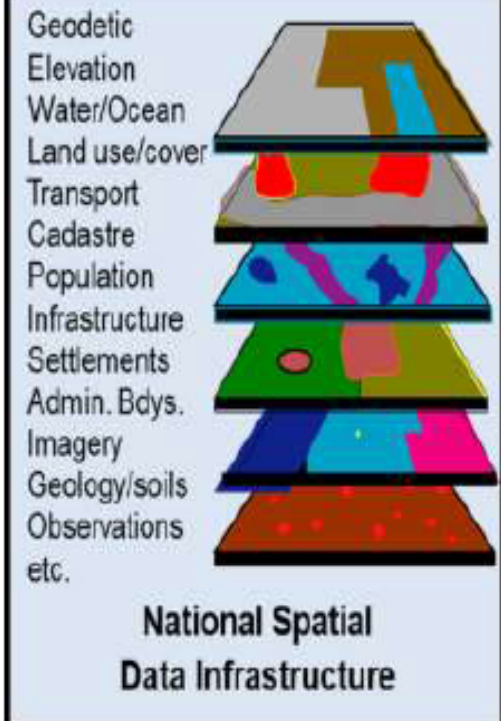 Geodetic
Elevation
Water/Ocean
Land use/cover
Transport
Cadastre
Population
Infrastructure
Settlements
Admin. Bdys.
Imagery
Geology/soils
Observations
etc.
National Spatial
Data Infrastructure